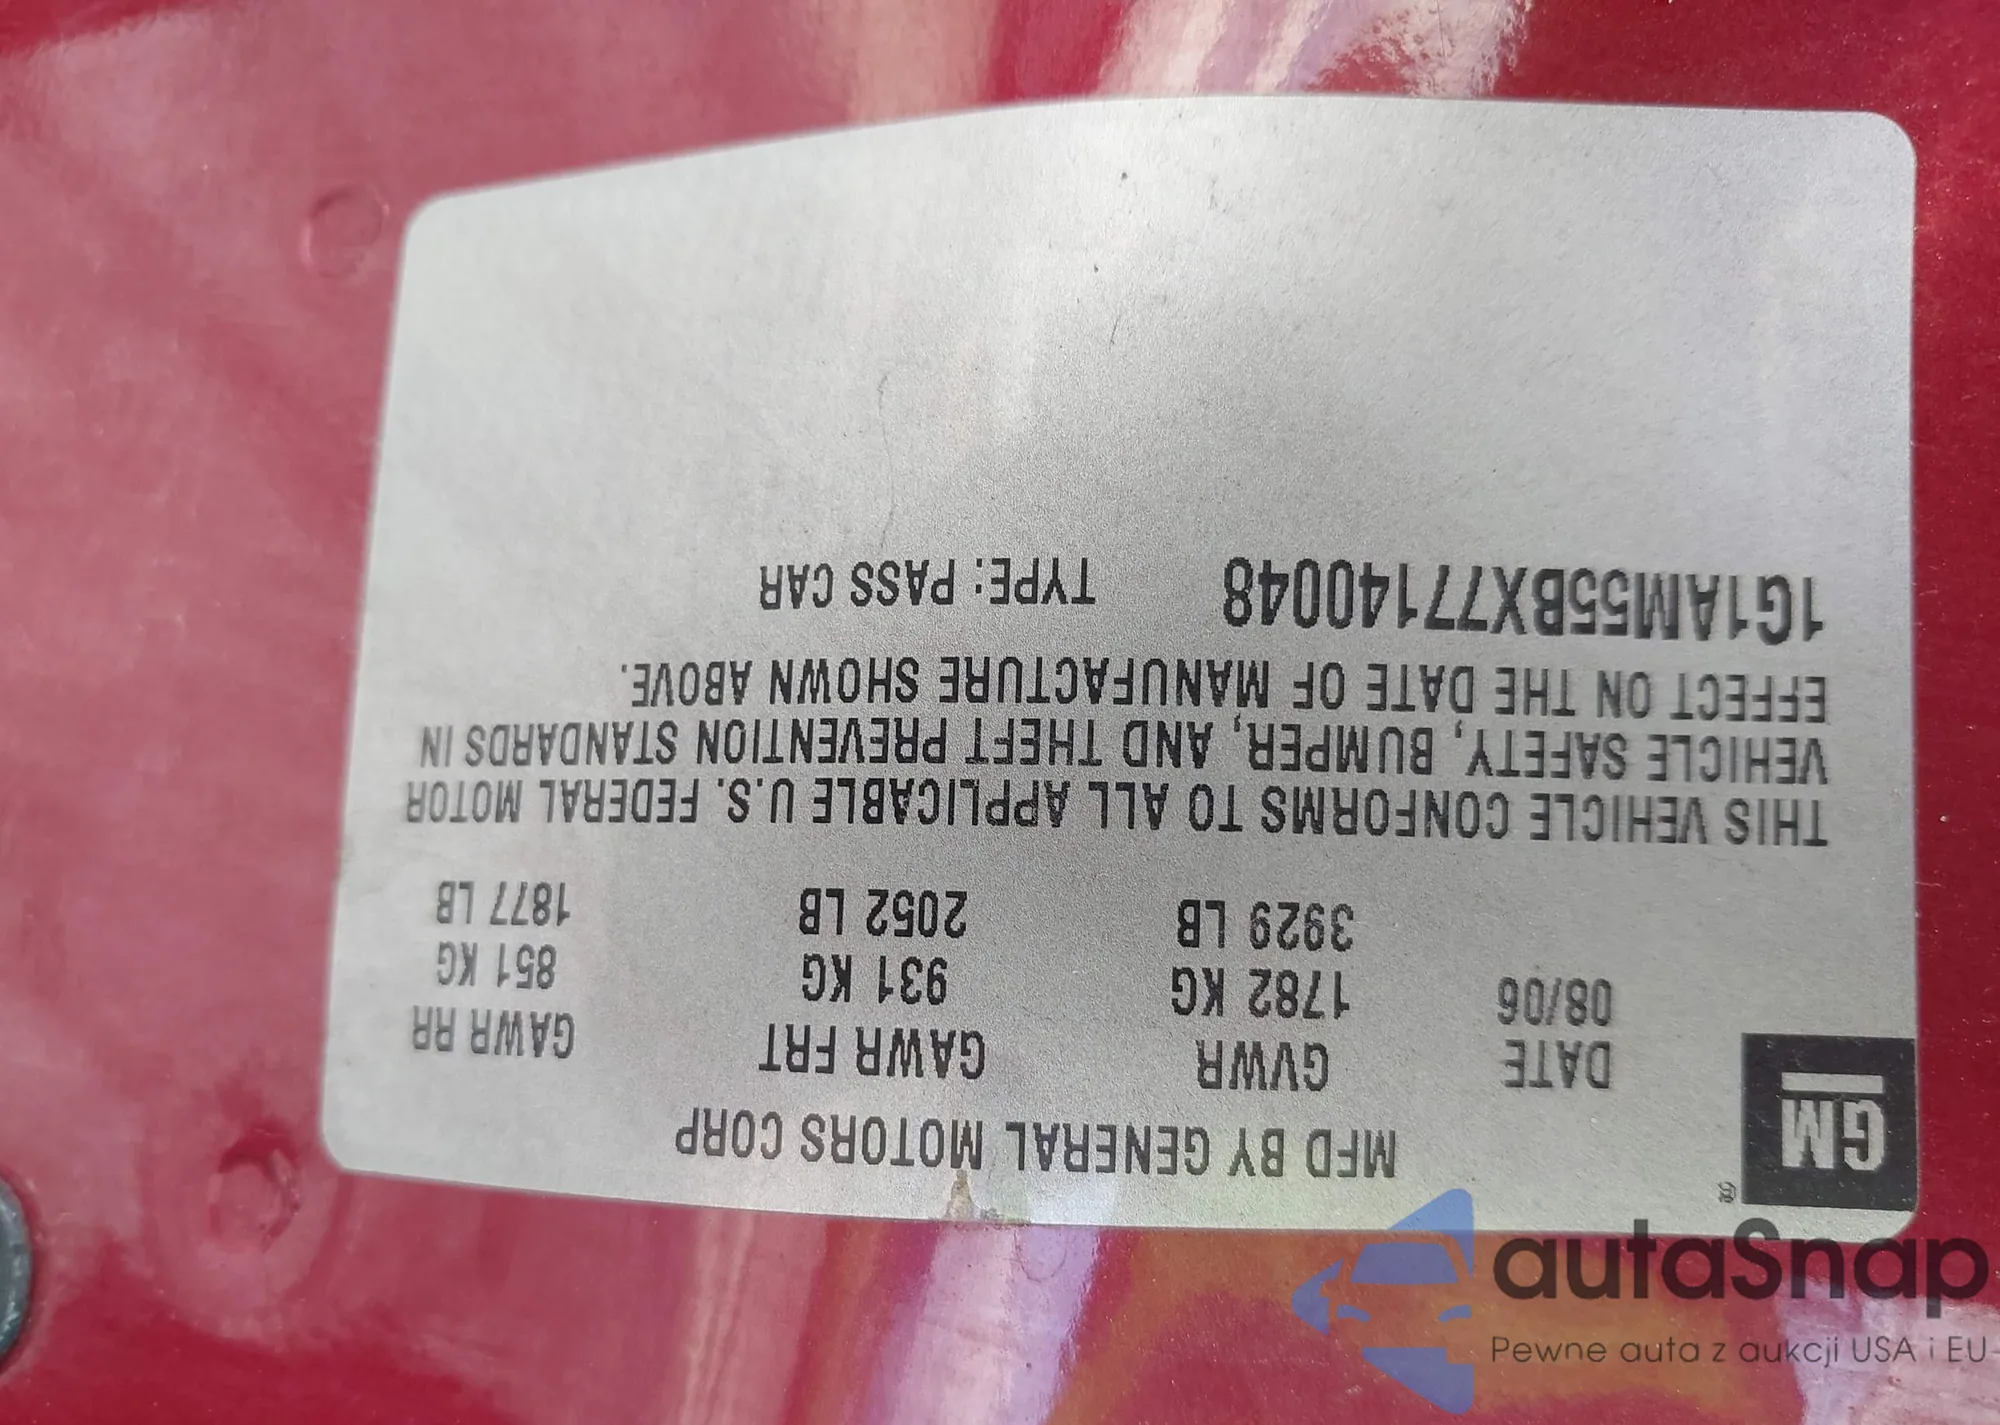 MFD BY GENERAL MOTORS CORP
GM
®
DATE GVWR GAWR FRT GAWR RR
08/06 1782 KG 931 KG 851 KG
3929 LB 2052 LB 1877 LB
THIS VEHICLE CONFORMS TO ALL APPLICABLE U.S. FEDERAL MOTOR
VEHICLE SAFETY, BUMPER, AND THEFT PREVENTION STANDARDS IN
EFFECT ON THE DATE OF MANUFACTURE SHOWN ABOVE.
1G1AM55BX77140048 TYPE: PASS CAR
autaSnap
Pewne auta z aukcji USA i EU